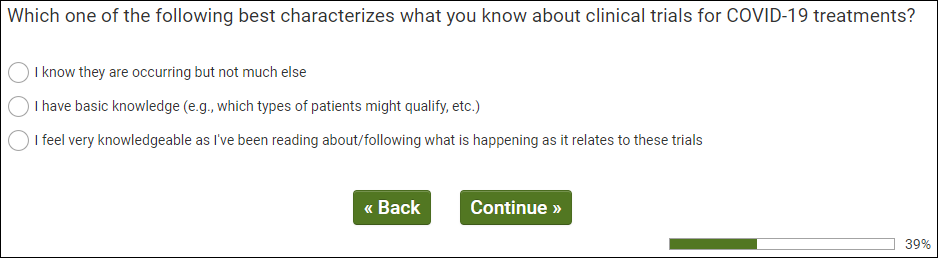 Which one of the following best characterizes what you know about clinical trials for COVID-19 treatments?
I know they are occurring but not much else
I have basic knowledge (e.g., which types of patients might qualify, etc.)
I feel very knowledgeable as I've been reading about/following what is happening as it relates to these trials
« Back
Continue »
39%